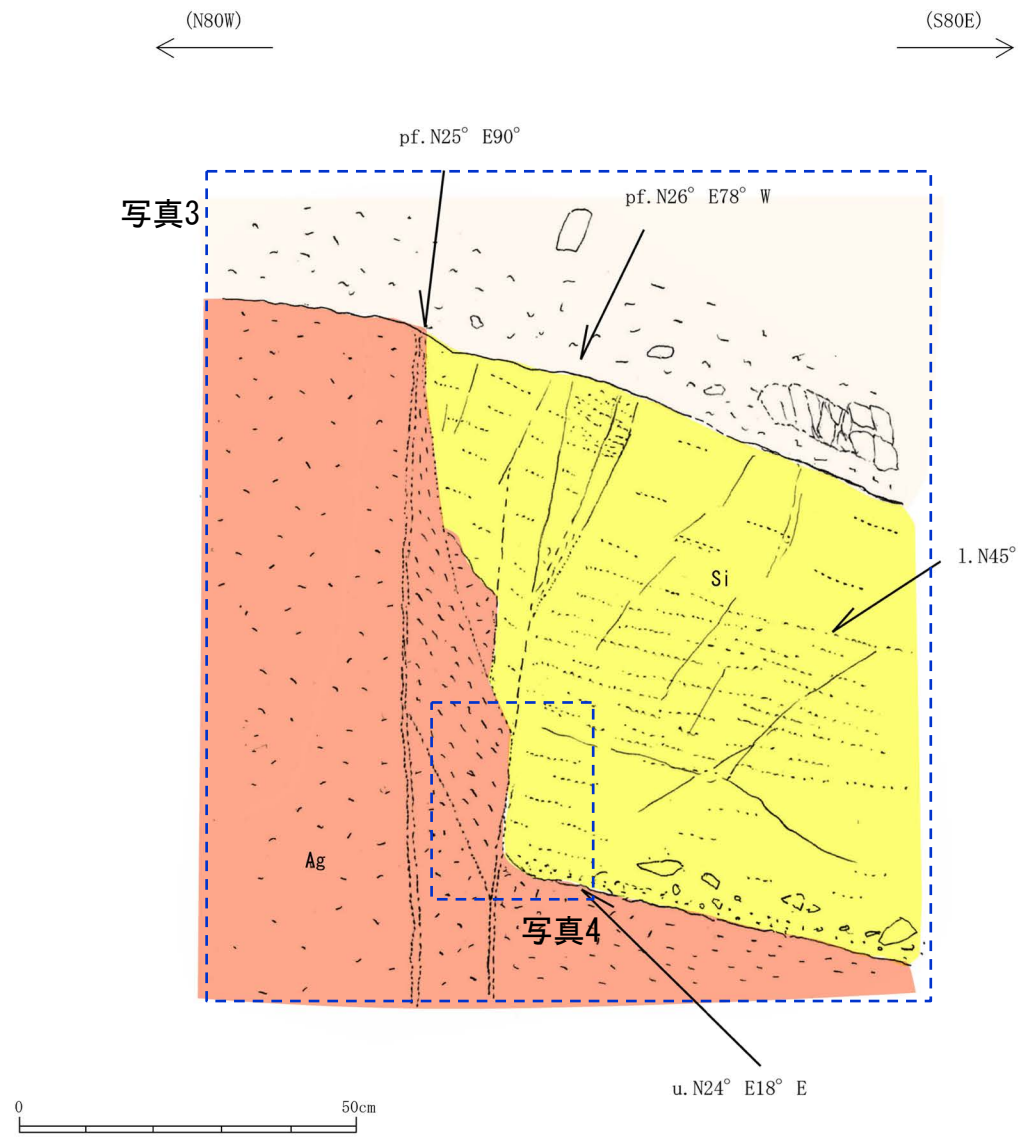 (N80W)
(S80E)
pf.N25° E90°
pf.N26° E78° W
写真3
Si
l.N45°
Ag
写真4
u.N24° E18° E
0
50cm